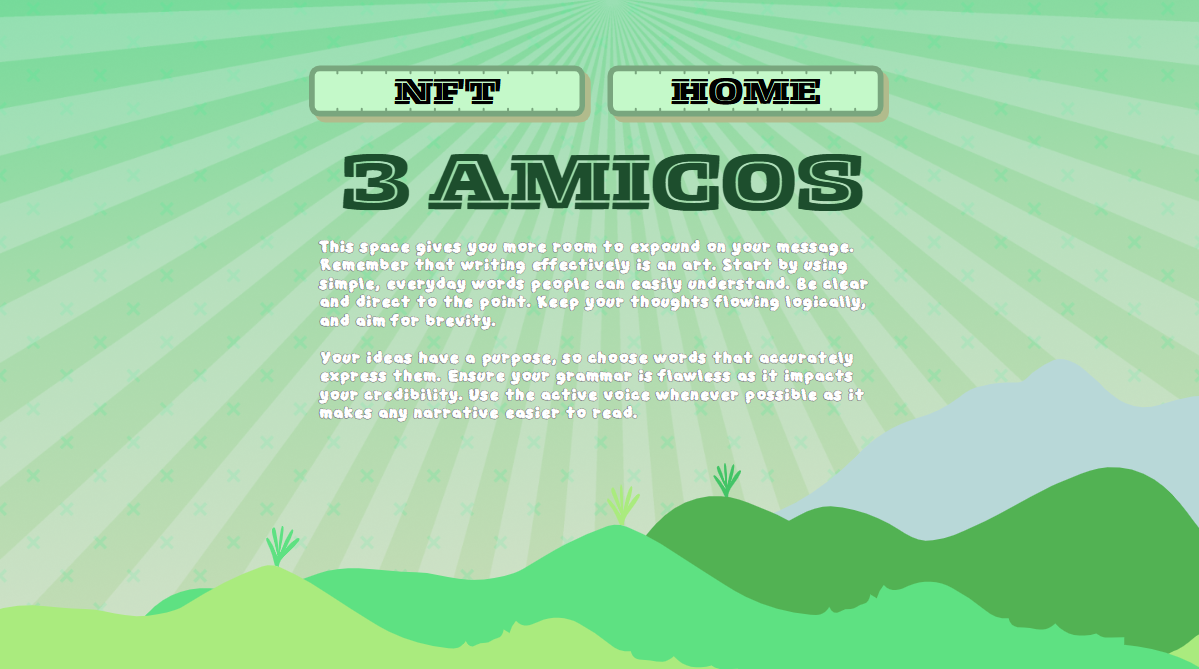 NFT HOME
3 AMICOS
This space gives you more room to expound on your message.
Remember that writing effectively is an art. Start by using
simple, everyday words people can easily understand. Be clear
and direct to the point. Keep your thoughts flowing logically,
and aim for brevity.
Your ideas have a purpose, so choose words that accurately
express them. Ensure your grammar is flawless as it impacts
your credibility. Use the active voice whenever possible as it
makes any narrative easier to read.